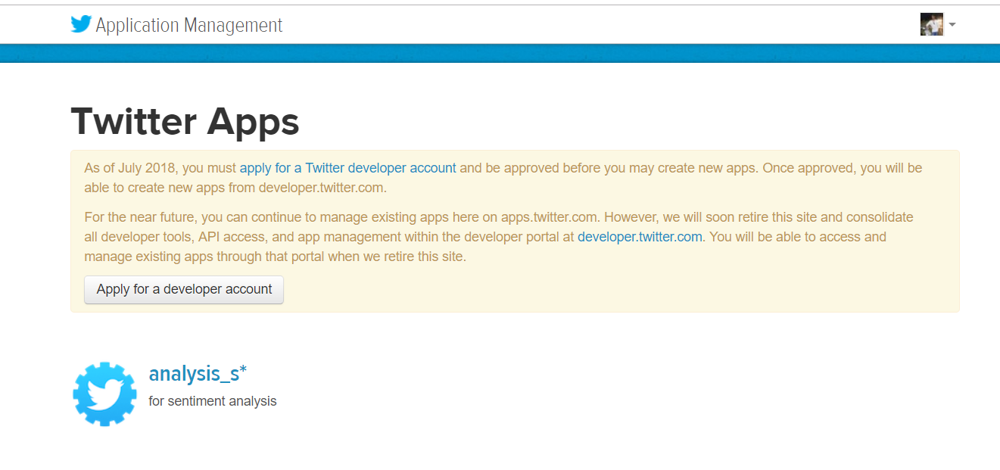 Application Management
Twitter Apps
As of July 2018, you must apply for a Twitter developer account and be approved before you may create new apps. Once approved, you will be
able to create new apps from developer.twitter.com.
For the near future, you can continue to manage existing apps here on apps.twitter.com. However, we will soon retire this site and consolidate
all developer tools, API access, and app management within the developer portal at developer.twitter.com. You will be able to access and
manage existing apps through that portal when we retire this site.
Apply for a developer account
analysis_s*
for sentiment analysis